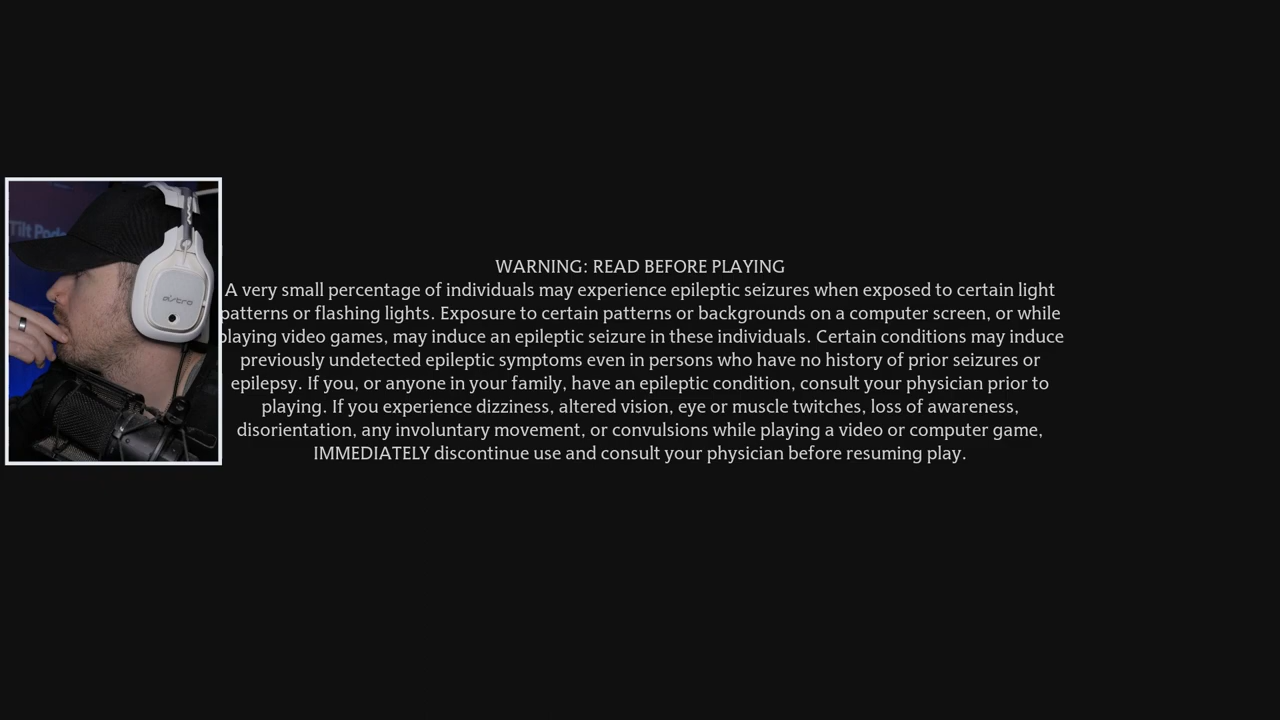 Tilt Pod
astro
WARNING: READ BEFORE PLAYING
A very small percentage of individuals may experience epileptic seizures when exposed to certain light
patterns or flashing lights. Exposure to certain patterns or backgrounds on a computer screen, or while
playing video games, may induce an epileptic seizure in these individuals. Certain conditions may induce
previously undetected epileptic symptoms even in persons who have no history of prior seizures or
epilepsy. If you, or anyone in your family, have an epileptic condition, consult your physician prior to
playing. If you experience dizziness, altered vision, eye or muscle twitches, loss of awareness,
disorientation, any involuntary movement, or convulsions while playing a video or computer game,
IMMEDIATELY discontinue use and consult your physician before resuming play.